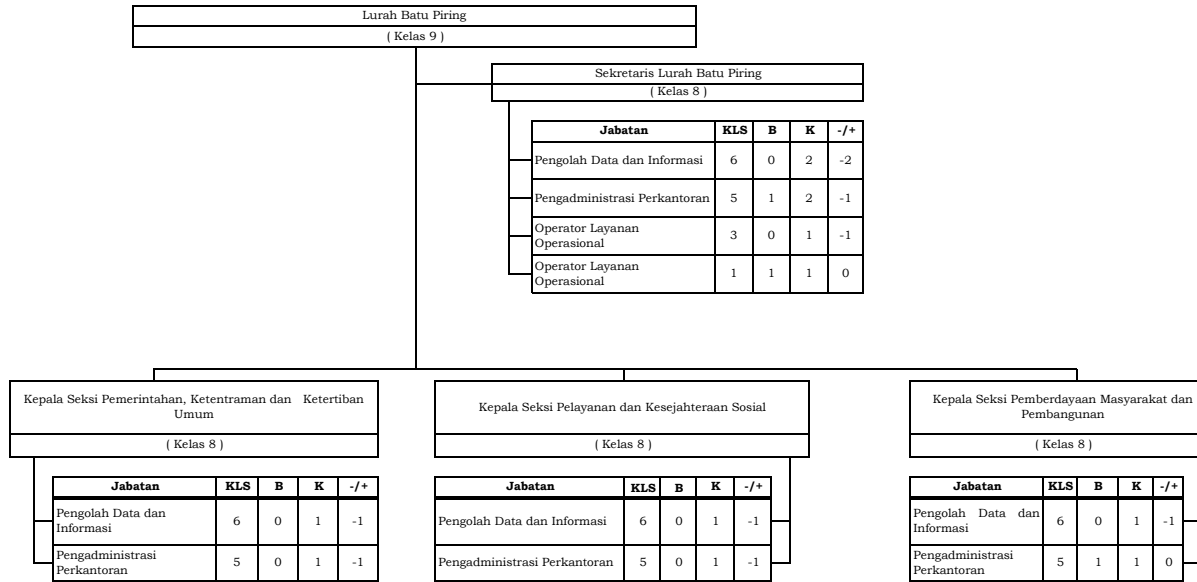 Lurah Batu Piring
( Kelas 9 )
Sekretaris Lurah Batu Piring
( Kelas 8 )
Jabatan KLS B K -/+
Pengolah Data dan Informasi 6 0 2 -2
Pengadministrasi Perkantoran 5 1 2 -1
Operator Layanan
Operasional 3 0 1 -1
Operator Layanan
Operasional 1 1 1 0
Kepala Seksi Pemerintahan, Ketentraman dan Ketertiban
Umum
( Kelas 8 )
Jabatan KLS B K -/+
Pengolah Data dan
Informasi 6 0 1 -1
Pengadministrasi
Perkantoran 5 0 1 -1
Kepala Seksi Pelayanan dan Kesejahteraan Sosial
( Kelas 8 )
Jabatan KLS B K -/+
Pengolah Data dan Informasi 6 0 1 -1
Pengadministrasi Perkantoran 5 0 1 -1
Kepala Seksi Pemberdayaan Masyarakat dan
Pembangunan
( Kelas 8 )
Jabatan KLS B K -/+
Pengolah Data dan
Informasi 6 0 1 -1
Pengadministrasi
Perkantoran 5 1 1 0